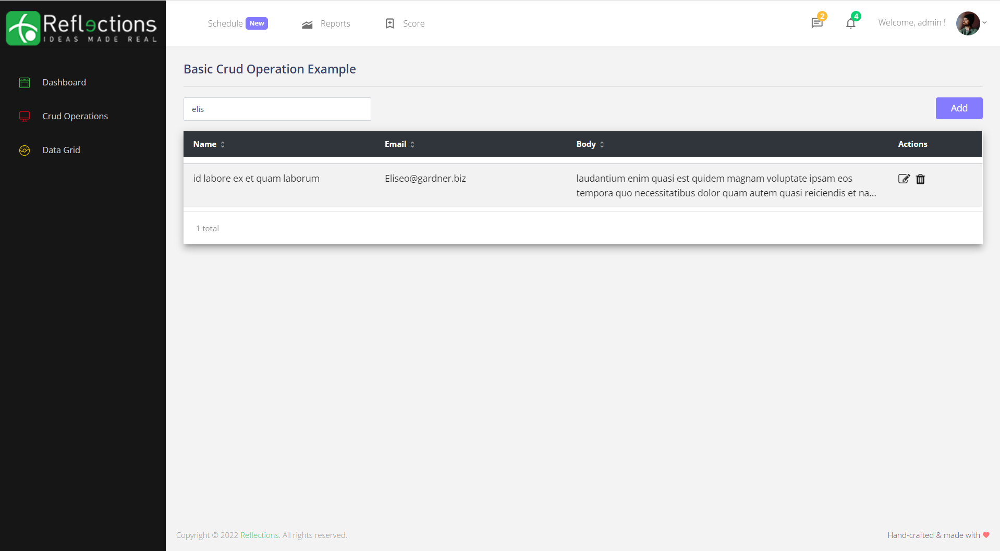 Reflections
IDEAS MADE REAL
Schedule New
Reports
Score
2
4
Welcome, admin !
Dashboard
Crud Operations
Data Grid
Basic Crud Operation Example
elis
Add
Name Email Body Actions
id labore ex et quam laborum Eliseo@gardner.biz laudantium enim quasi est quidem magnam voluptate ipsam eos
tempora quo necessitatibus dolor quam autem quasi reiciendis et na...
1 total
Copyright © 2022 Reflections. All rights reserved.
Hand-crafted & made with